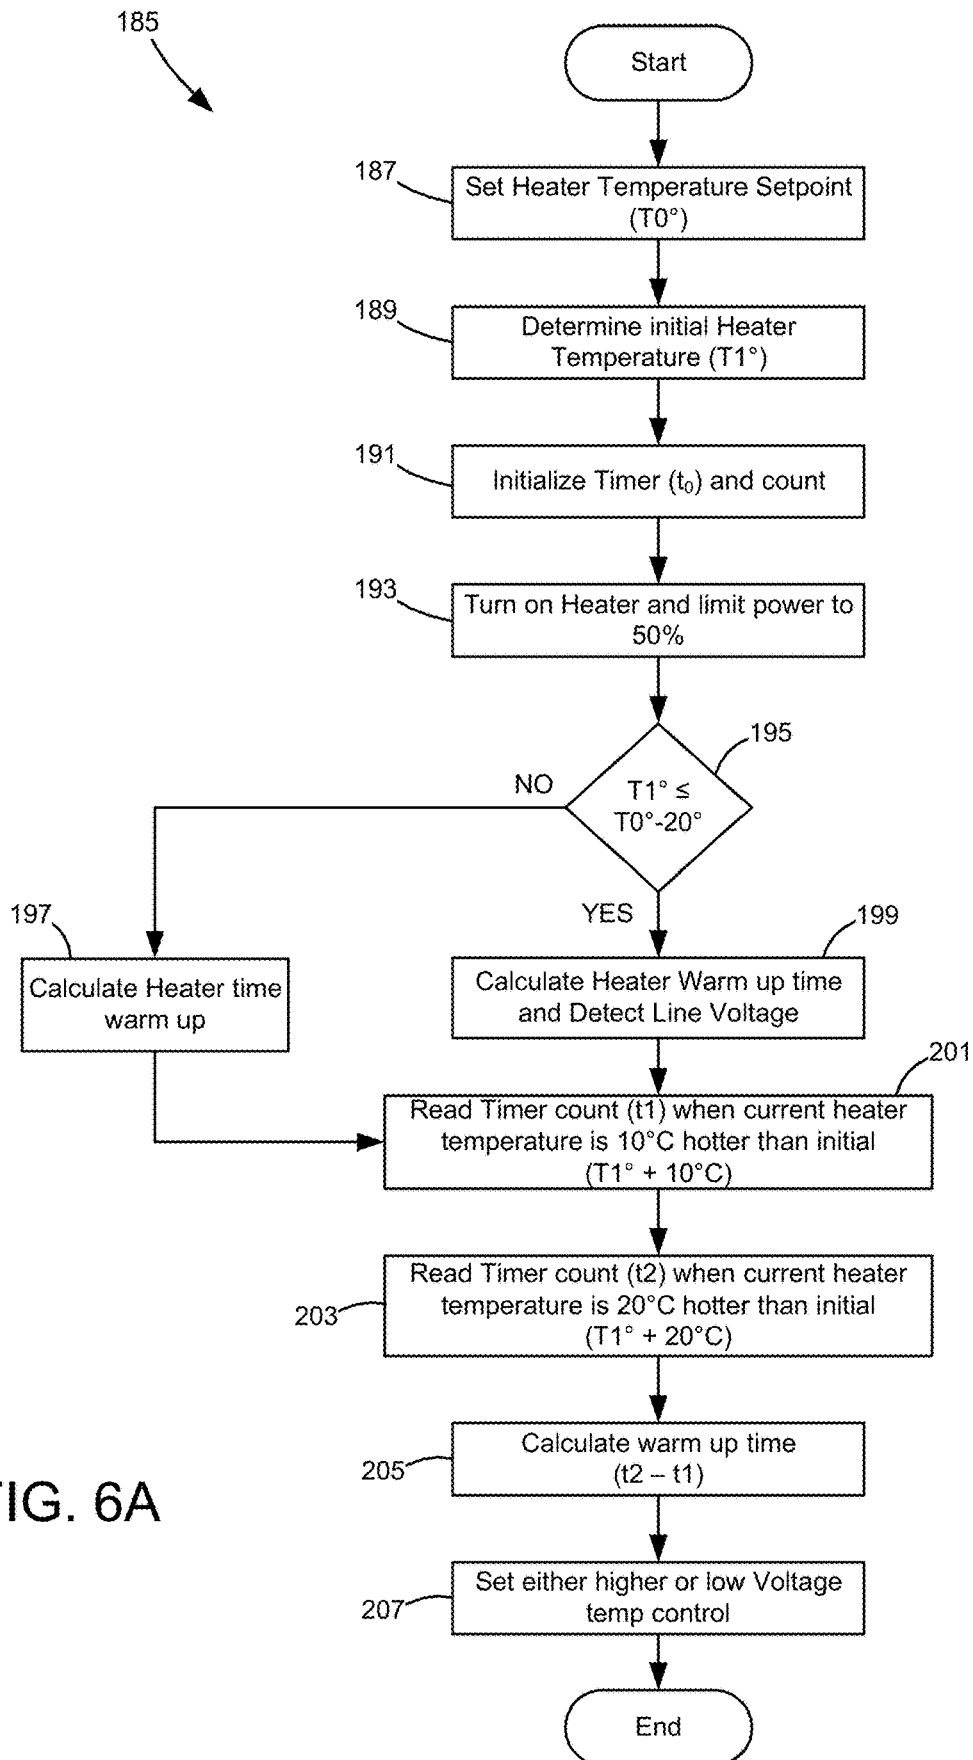 185
Start
187
Set Heater Temperature Setpoint
(T0°)
189
Determine initial Heater
Temperature (T1°)
191
Initialize Timer (t₀) and count
193
Turn on Heater and limit power to
50%
195
T1° ≤
T0°-20°
NO
YES
197
Calculate Heater time
warm up
199
Calculate Heater Warm up time
and Detect Line Voltage
201
Read Timer count (t1) when current heater
temperature is 10°C hotter than initial
(T1° + 10°C)
203
Read Timer count (t2) when current heater
temperature is 20°C hotter than initial
(T1° + 20°C)
205
Calculate warm up time
(t2 – t1)
207
Set either higher or low Voltage
temp control
End
FIG. 6A